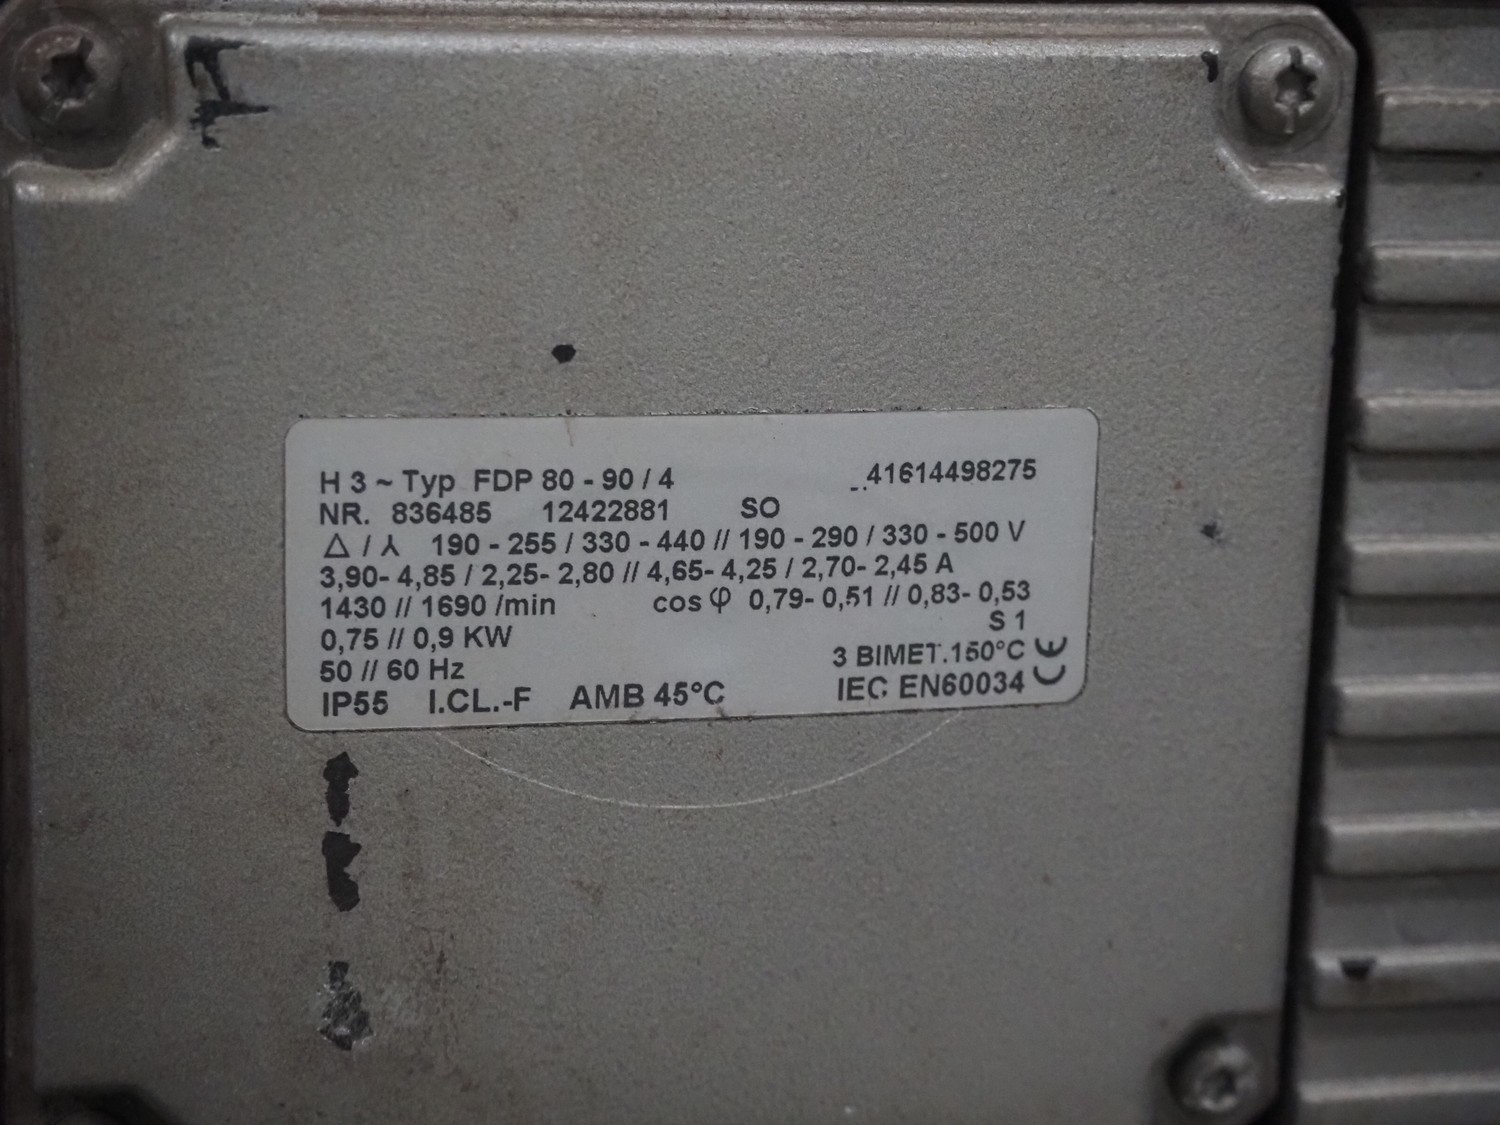 H 3 ~ Typ FDP 80 - 90 / 4 41614498275
NR. 836485 12422881 SO
△ / ⅄ 190 - 255 / 330 - 440 // 190 - 290 / 330 - 500 V
3,90- 4,85 / 2,25- 2,80 // 4,65- 4,25 / 2,70- 2,45 A
1430 // 1690 /min cos φ 0,79- 0,51 // 0,83- 0,53
S 1
0,75 // 0,9 KW
3 BIMET.150°C CE
50 // 60 Hz
IP55 I.CL.-F AMB 45°C IEC EN60034